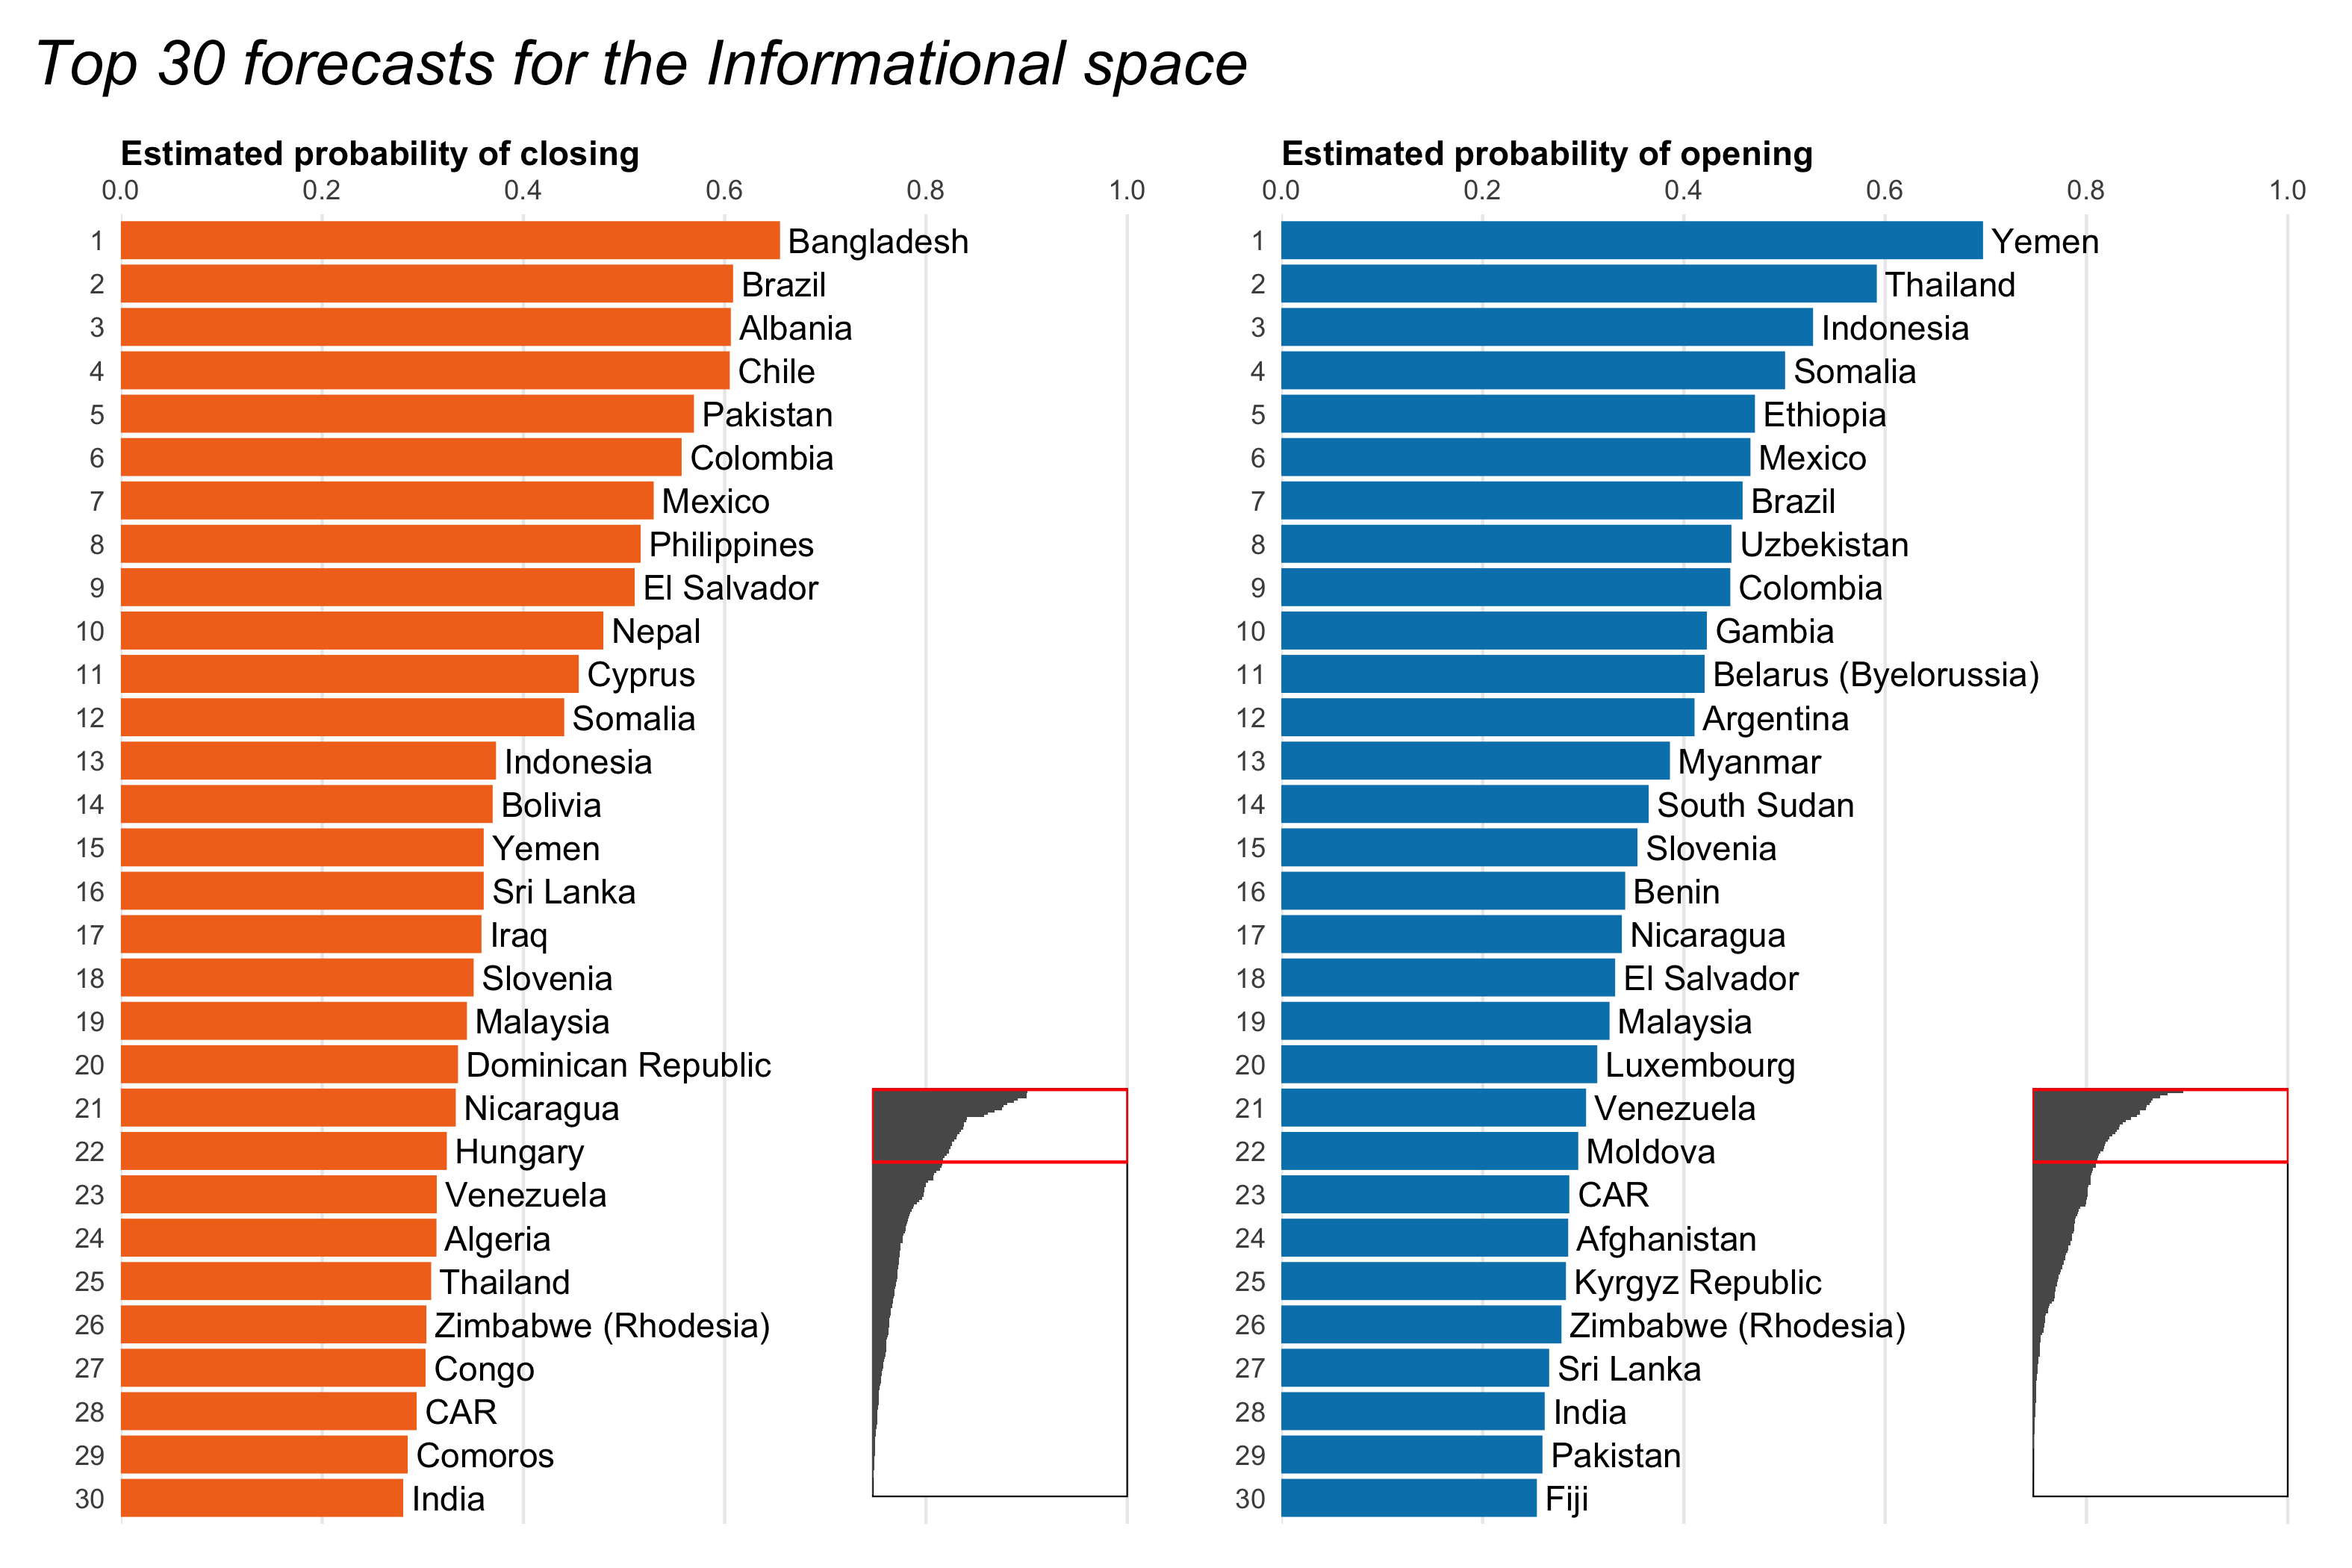 Top 30 forecasts for the Informational space
Estimated probability of closing
0.0 0.2 0.4 0.6 0.8 1.0
1 Bangladesh
2 Brazil
3 Albania
4 Chile
5 Pakistan
6 Colombia
7 Mexico
8 Philippines
9 El Salvador
10 Nepal
11 Cyprus
12 Somalia
13 Indonesia
14 Bolivia
15 Yemen
16 Sri Lanka
17 Iraq
18 Slovenia
19 Malaysia
20 Dominican Republic
21 Nicaragua
22 Hungary
23 Venezuela
24 Algeria
25 Thailand
26 Zimbabwe (Rhodesia)
27 Congo
28 CAR
29 Comoros
30 India
Estimated probability of opening
0.0 0.2 0.4 0.6 0.8 1.0
1 Yemen
2 Thailand
3 Indonesia
4 Somalia
5 Ethiopia
6 Mexico
7 Brazil
8 Uzbekistan
9 Colombia
10 Gambia
11 Belarus (Byelorussia)
12 Argentina
13 Myanmar
14 South Sudan
15 Slovenia
16 Benin
17 Nicaragua
18 El Salvador
19 Malaysia
20 Luxembourg
21 Venezuela
22 Moldova
23 CAR
24 Afghanistan
25 Kyrgyz Republic
26 Zimbabwe (Rhodesia)
27 Sri Lanka
28 India
29 Pakistan
30 Fiji